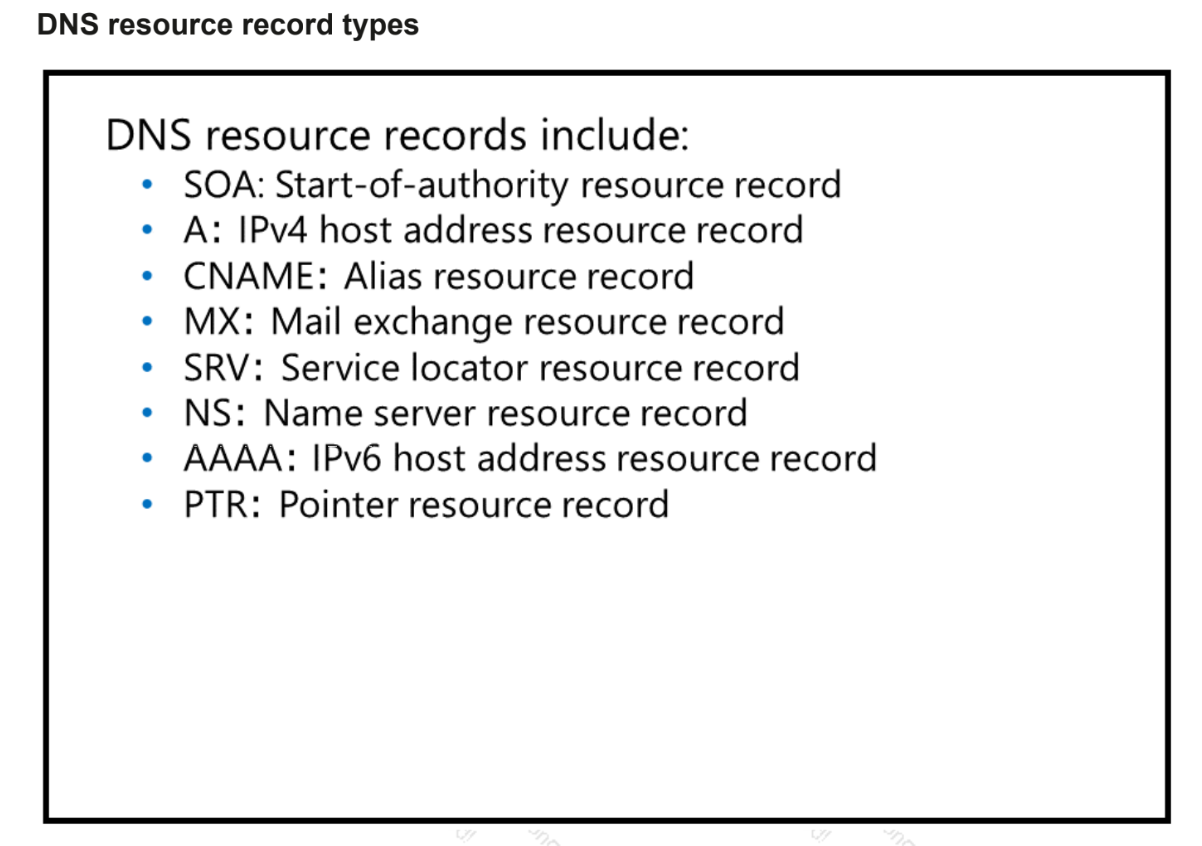 DNS resource record types
DNS resource records include:
• SOA: Start-of-authority resource record
• A: IPv4 host address resource record
• CNAME: Alias resource record
• MX: Mail exchange resource record
• SRV: Service locator resource record
• NS: Name server resource record
• AAAA: IPv6 host address resource record
• PTR: Pointer resource record